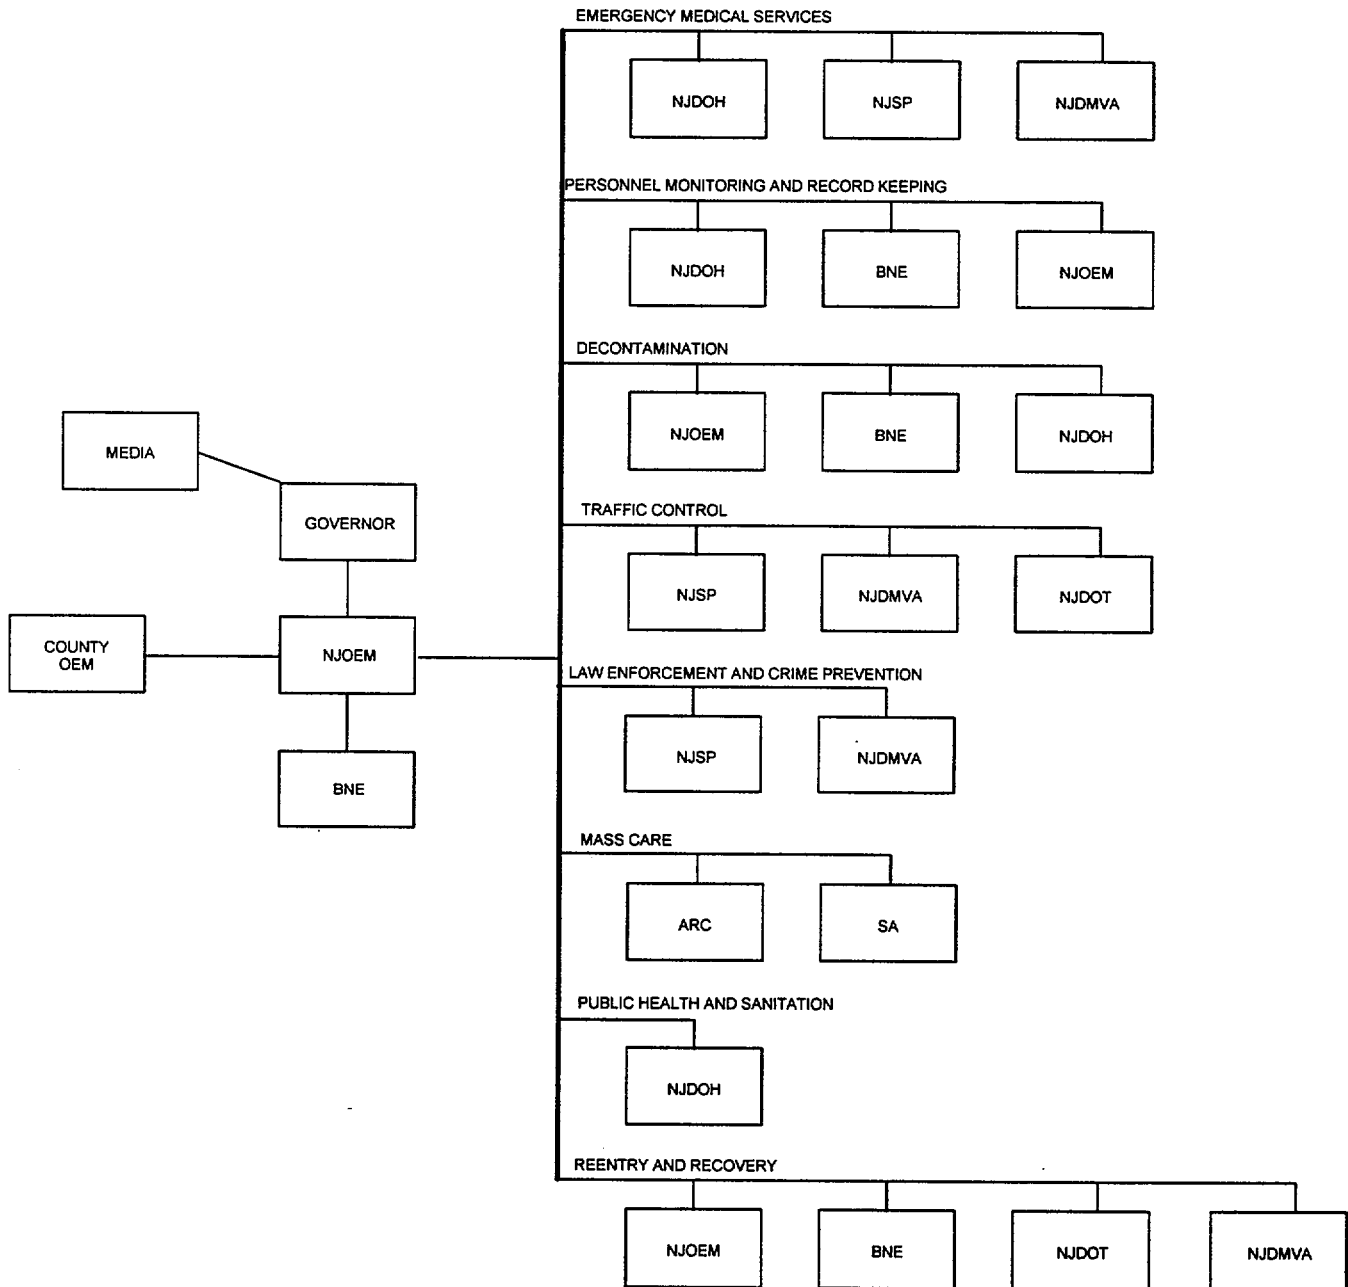 EMERGENCY MEDICAL SERVICES
NJDOH
NJSP
NJDMVA
PERSONNEL MONITORING AND RECORD KEEPING
NJDOH
BNE
NJOEM
DECONTAMINATION
NJOEM
BNE
NJDOH
MEDIA
GOVERNOR
COUNTY
OEM
NJOEM
BNE
TRAFFIC CONTROL
NJSP
NJDMVA
NJDOT
LAW ENFORCEMENT AND CRIME PREVENTION
NJSP
NJDMVA
MASS CARE
ARC
SA
PUBLIC HEALTH AND SANITATION
NJDOH
REENTRY AND RECOVERY
NJOEM
BNE
NJDOT
NJDMVA